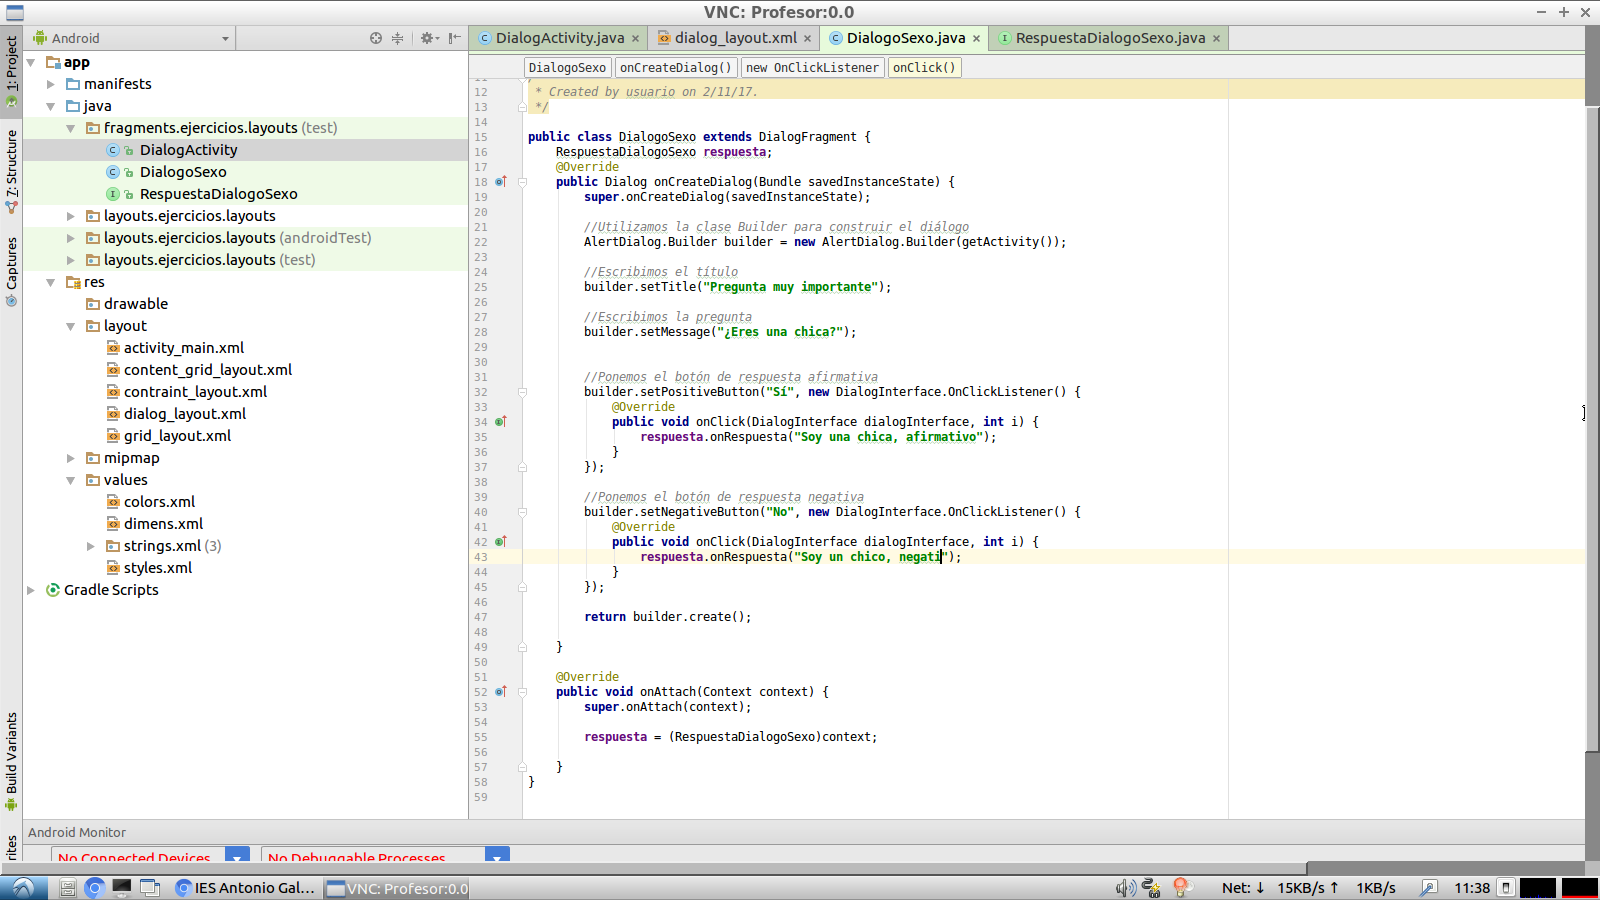 VNC: Profesor:0.0
1: Project
7: Structure
Captures
Build Variants
rites
Android
app
manifests
java
fragments.ejercicios.layouts (test)
DialogActivity
DialogoSexo
RespuestaDialogoSexo
layouts.ejercicios.layouts
layouts.ejercicios.layouts (androidTest)
layouts.ejercicios.layouts (test)
res
drawable
layout
activity_main.xml
content_grid_layout.xml
contraint_layout.xml
dialog_layout.xml
grid_layout.xml
mipmap
values
colors.xml
dimens.xml
strings.xml (3)
styles.xml
Gradle Scripts
DialogActivity.java × dialog_layout.xml × DialogoSexo.java × RespuestaDialogoSexo.java ×
DialogoSexo onCreateDialog() new OnClickListener onClick()
12 * Created by usuario on 2/11/17.
13 */
14
15 public class DialogoSexo extends DialogFragment {
16 RespuestaDialogoSexo respuesta;
17 @Override
18 public Dialog onCreateDialog(Bundle savedInstanceState) {
19 super.onCreateDialog(savedInstanceState);
20
21 //Utilizamos la clase Builder para construir el diálogo
22 AlertDialog.Builder builder = new AlertDialog.Builder(getActivity());
23
24 //Escribimos el título
25 builder.setTitle("Pregunta muy importante");
26
27 //Escribimos la pregunta
28 builder.setMessage("¿Eres una chica?");
29
30
31 //Ponemos el botón de respuesta afirmativa
32 builder.setPositiveButton("Sí", new DialogInterface.OnClickListener() {
33 @Override
34 public void onClick(DialogInterface dialogInterface, int i) {
35 respuesta.onRespuesta("Soy una chica, afirmativo");
36 }
37 });
38
39 //Ponemos el botón de respuesta negativa
40 builder.setNegativeButton("No", new DialogInterface.OnClickListener() {
41 @Override
42 public void onClick(DialogInterface dialogInterface, int i) {
43 respuesta.onRespuesta("Soy un chico, negati");
44 }
45 });
46
47 return builder.create();
48
49 }
50
51 @Override
52 public void onAttach(Context context) {
53 super.onAttach(context);
54
55 respuesta = (RespuestaDialogoSexo)context;
56
57 }
58 }
59
Android Monitor
No Connected Devices No Debuggable Processes
IES Antonio Gal... VNC: Profesor:0.0 Net: ↓ 15KB/s ↑ 1KB/s 11:38